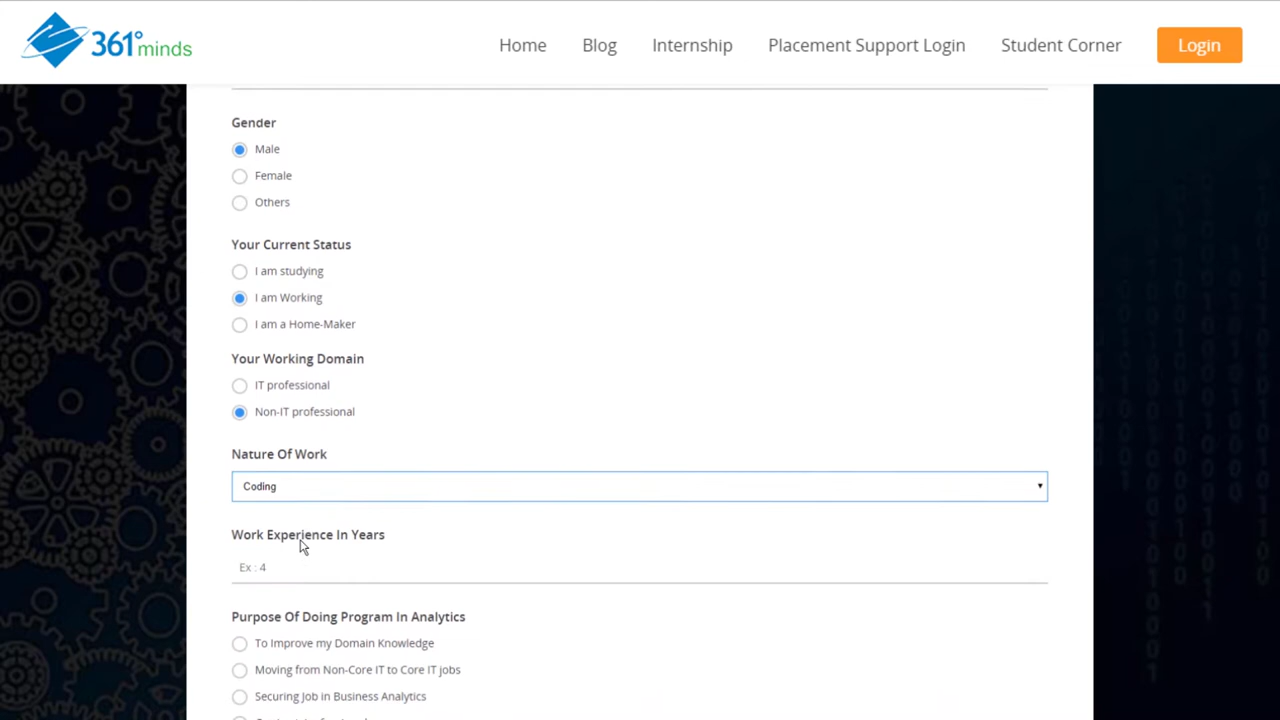 361° minds
Home Blog Internship Placement Support Login Student Corner Login
Gender
Male
Female
Others
Your Current Status
I am studying
I am Working
I am a Home-Maker
Your Working Domain
IT professional
Non-IT professional
Nature Of Work
Coding
Work Experience In Years
Ex : 4
Purpose Of Doing Program In Analytics
To Improve my Domain Knowledge
Moving from Non-Core IT to Core IT jobs
Securing Job in Business Analytics